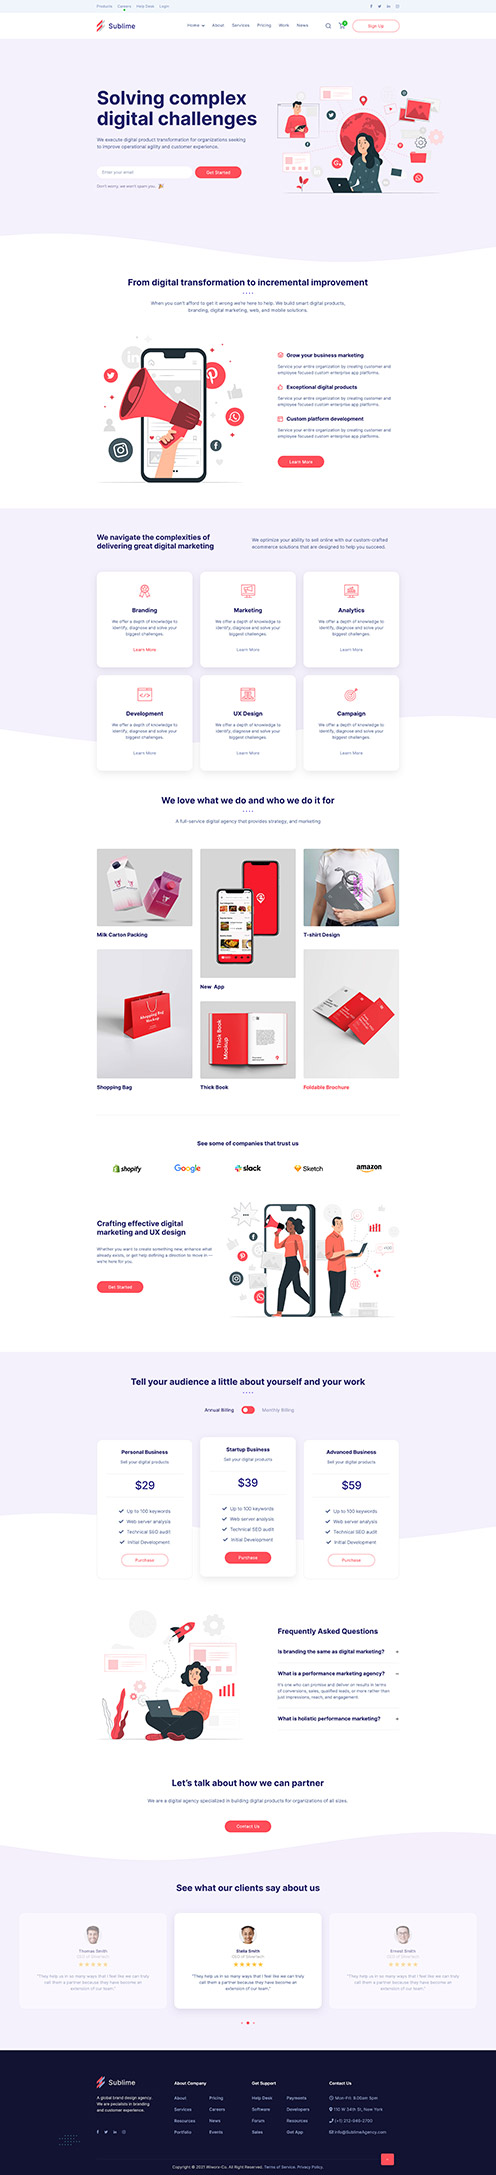 Products Careers Help Desk Login
Sublime
Home About Services Pricing Work News
Sign Up
Solving complex
digital challenges
We execute digital product transformation for organizations seeking
to improve operational agility and customer experience.
Enter your email
Get Started
Don't worry, we won't spam you.
From digital transformation to incremental improvement
When you can't afford to get it wrong we're here to help. We build smart digital products,
branding, digital marketing, web, and mobile solutions.
Grow your business marketing
Service your entire organization by creating customer and
employee focused custom enterprise app platforms.
Exceptional digital products
Service your entire organization by creating customer and
employee focused custom enterprise app platforms.
Custom platform development
Service your entire organization by creating customer and
employee focused custom enterprise app platforms.
Learn More
We navigate the complexities of
delivering great digital marketing
We optimize your ability to sell online with our custom-crafted
ecommerce solutions that are designed to help you succeed.
Branding
We offer a depth of knowledge to
identify, diagnose and solve your
biggest challenges.
Learn More
Marketing
We offer a depth of knowledge to
identify, diagnose and solve your
biggest challenges.
Learn More
Analytics
We offer a depth of knowledge to
identify, diagnose and solve your
biggest challenges.
Learn More
Development
We offer a depth of knowledge to
identify, diagnose and solve your
biggest challenges.
Learn More
UX Design
We offer a depth of knowledge to
identify, diagnose and solve your
biggest challenges.
Learn More
Campaign
We offer a depth of knowledge to
identify, diagnose and solve your
biggest challenges.
Learn More
We love what we do and who we do it for
A full-service digital agency that provides strategy, and marketing
Milk Carton Packing
New App
T-shirt Design
Shopping Bag
Mockup
Shopping Bag
Thick Book
Mockup
Thick Book
Foldable Brochure
See some of companies that trust us
shopify
Google
slack
Sketch
amazon
Crafting effective digital
marketing and UX design
Whether you want to create something new, enhance what
already exists, or get help defining a direction to move in —
we're here for you.
Get Started
Tell your audience a little about yourself and your work
Annual Billing Monthly Billing
Personal Business
Sell your digital products
$29
Up to 100 keywords
Web server analysis
Technical SEO audit
Initial Development
Purchase
Startup Business
Sell your digital products
$39
Up to 100 keywords
Web server analysis
Technical SEO audit
Initial Development
Purchase
Advanced Business
Sell your digital products
$59
Up to 100 keywords
Web server analysis
Technical SEO audit
Initial Development
Purchase
Frequently Asked Questions
Is branding the same as digital marketing? +
What is a performance marketing agency? −
It's one who can promise and deliver on results in terms
of conversions, sales, qualified leads, or more rather than
just impressions, reach, and engagement
What is holistic performance marketing? +
Let's talk about how we can partner
We are a digital agency specialized in building digital products for organizations of all sizes.
Contact Us
See what our clients say about us
Thomas Smith
CEO of Silvertech
"They help us in so many ways that I feel like we can truly
call them a partner because they have become an
extension of our team."
Stella Smith
CEO of Silvertech
"They help us in so many ways that I feel like we can truly
call them a partner because they have become an
extension of our team."
Ernest Smith
CEO of Silvertech
"They help us in so many ways that I feel like we can truly
call them a partner because they have become an
extension of our team."
Sublime
A global brand design agency.
We are pecialists in branding
and customer experience.
About Company
About Pricing
Services Careers
Resources News
Portfolio Events
Get Support
Help Desk Payments
Software Developers
Forum Resources
Sales Get App
Contact Us
Mon-Fri: 8:00am 5pm
110 W 34th St, New York
(+1) 212-946-2700
info@SublimeAgency.com
Terms of Service. Privacy Policy.